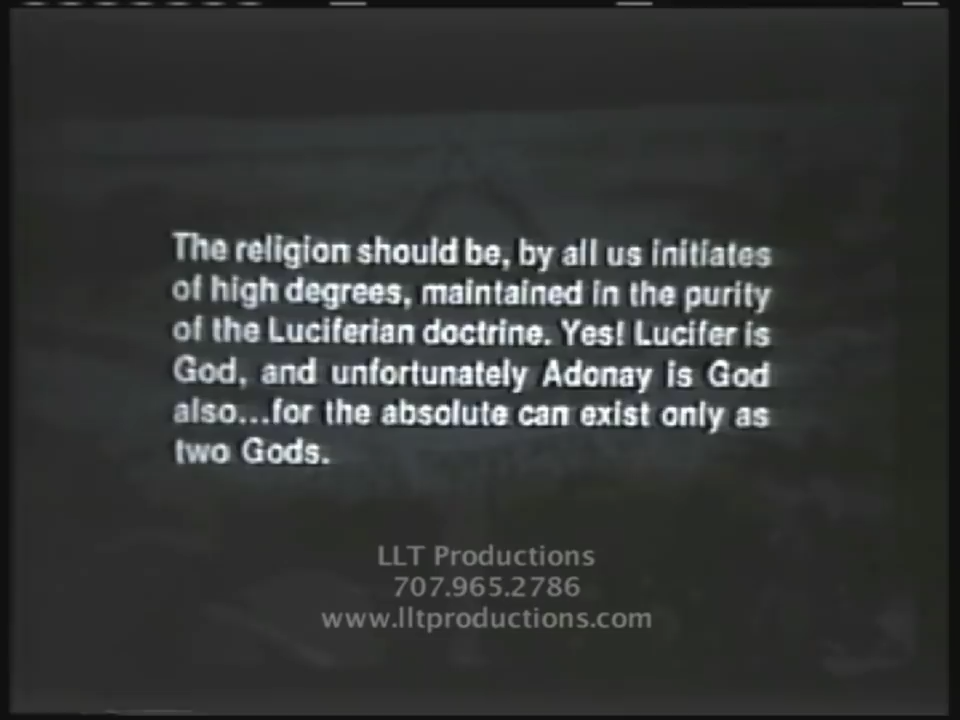 The religion should be, by all us initiates
of high degrees, maintained in the purity
of the Luciferian doctrine. Yes! Lucifer is
God, and unfortunately Adonay is God
also...for the absolute can exist only as
two Gods.
LLT Productions
707.965.2786
www.lltproductions.com